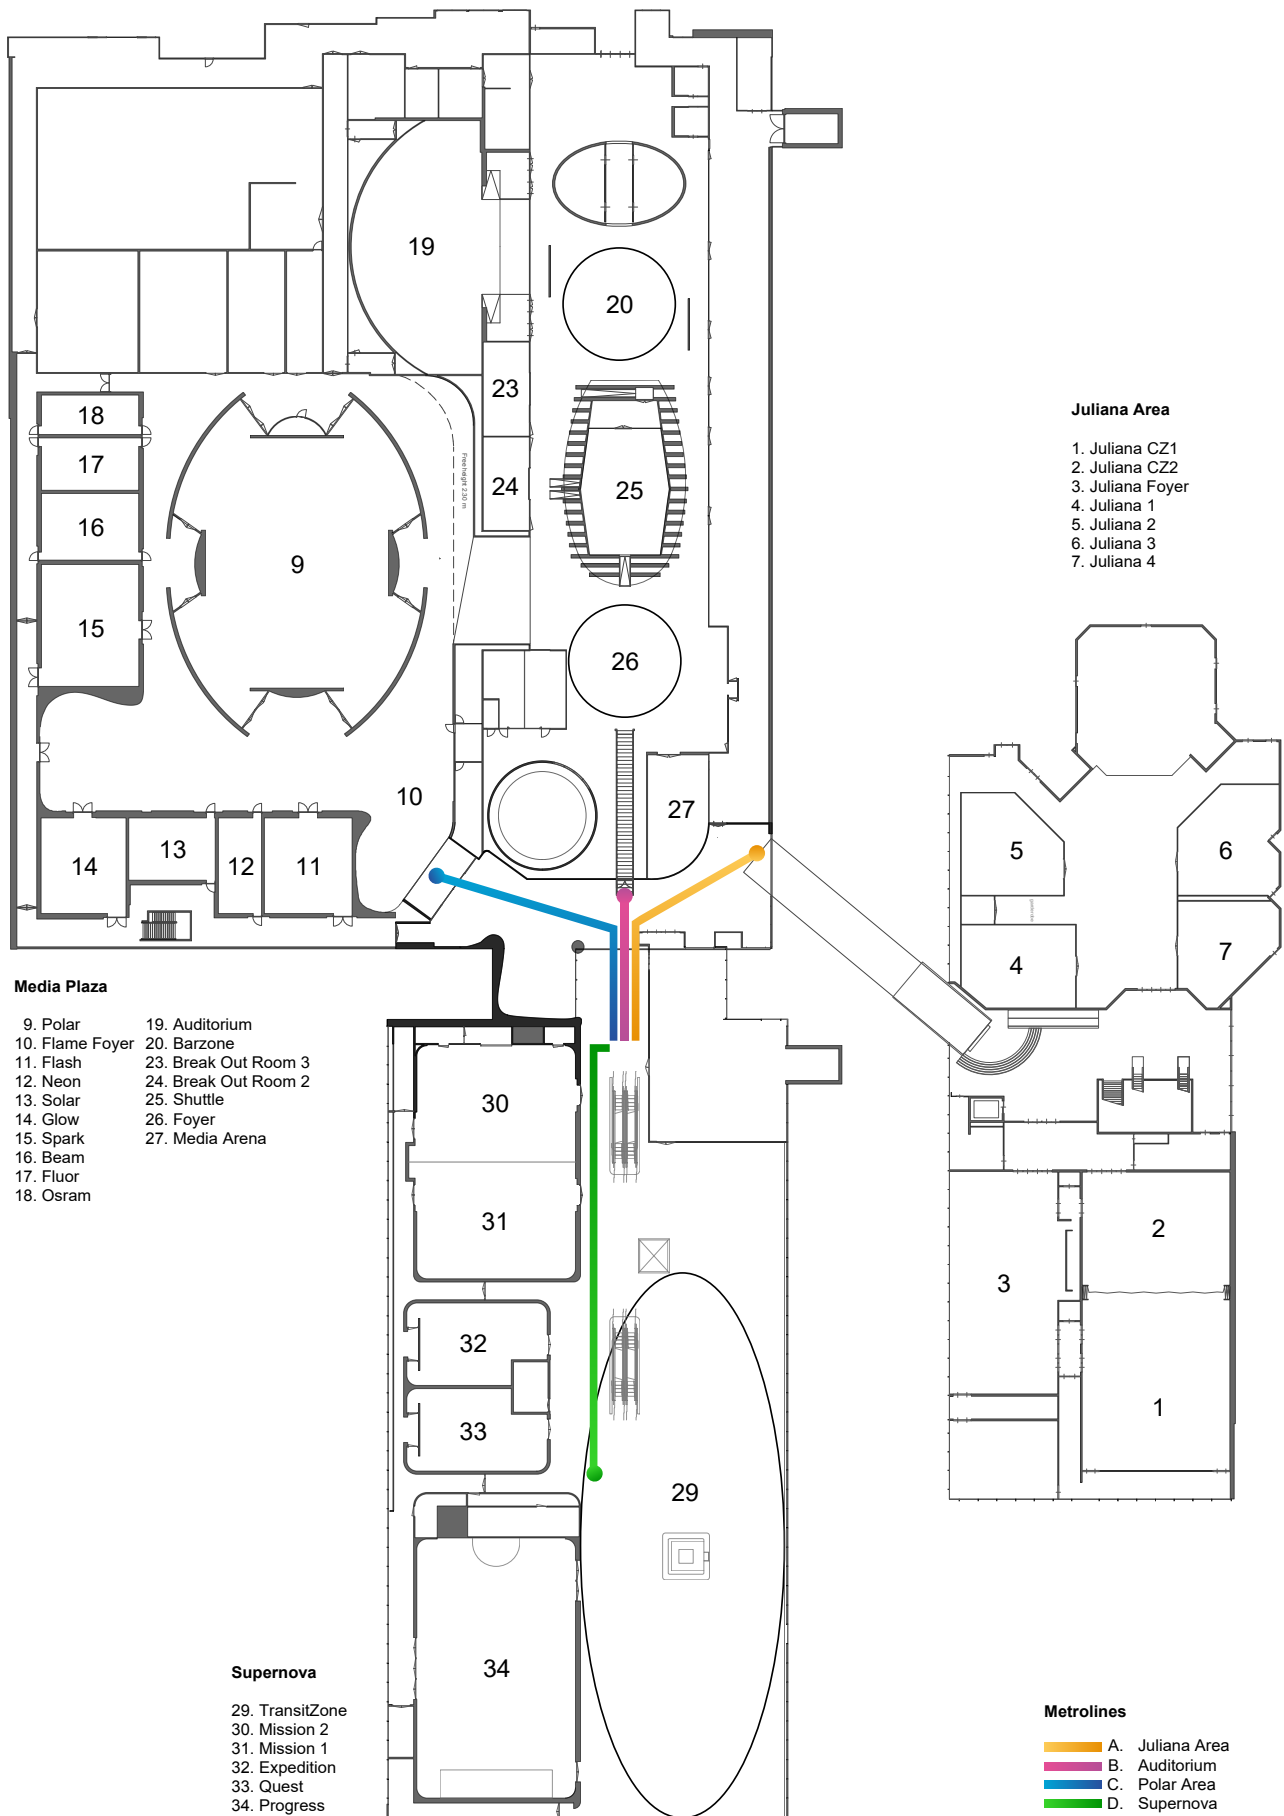 19
20
23
24
25
Free height 2.30 m.
18
17
16
15
9
26
10
27
14
13
12
11
Juliana Area
1. Juliana CZ1
2. Juliana CZ2
3. Juliana Foyer
4. Juliana 1
5. Juliana 2
6. Juliana 3
7. Juliana 4
5
6
4
7
2
3
1
Media Plaza
9. Polar
10. Flame Foyer
11. Flash
12. Neon
13. Solar
14. Glow
15. Spark
16. Beam
17. Fluor
18. Osram
19. Auditorium
20. Barzone
23. Break Out Room 3
24. Break Out Room 2
25. Shuttle
26. Foyer
27. Media Arena
30
31
32
33
29
34
Supernova
29. TransitZone
30. Mission 2
31. Mission 1
32. Expedition
33. Quest
34. Progress
Metrolines
A. Juliana Area
B. Auditorium
C. Polar Area
D. Supernova